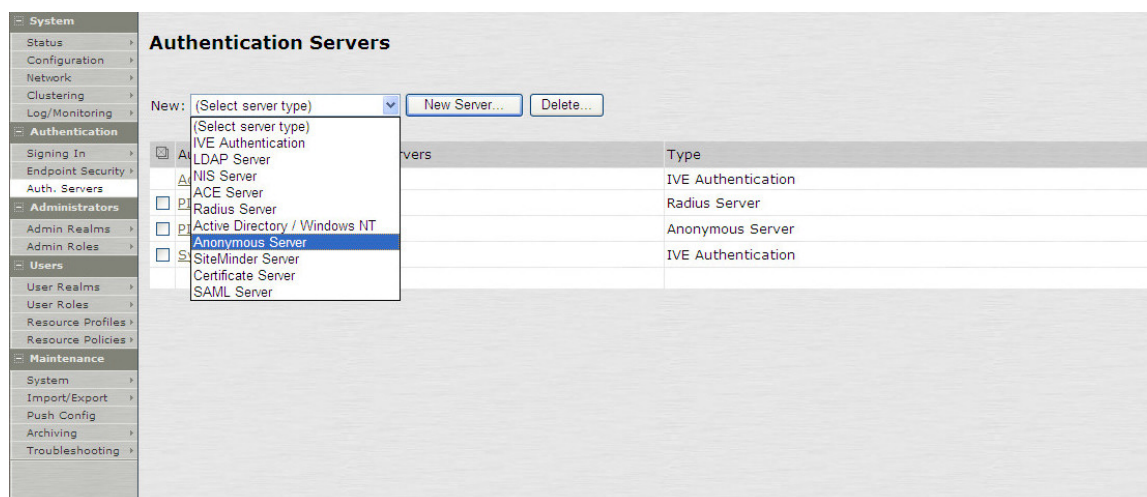 System
Status
Configuration
Network
Clustering
Log/Monitoring
Authentication
Signing In
Endpoint Security
Auth. Servers
Administrators
Admin Realms
Admin Roles
Users
User Realms
User Roles
Resource Profiles
Resource Policies
Maintenance
System
Import/Export
Push Config
Archiving
Troubleshooting
Authentication Servers
New: (Select server type) New Server... Delete...
(Select server type)
IVE Authentication
LDAP Server
NIS Server
ACE Server
Radius Server
Active Directory / Windows NT
Anonymous Server
SiteMinder Server
Certificate Server
SAML Server
Type
IVE Authentication
Radius Server
Anonymous Server
IVE Authentication